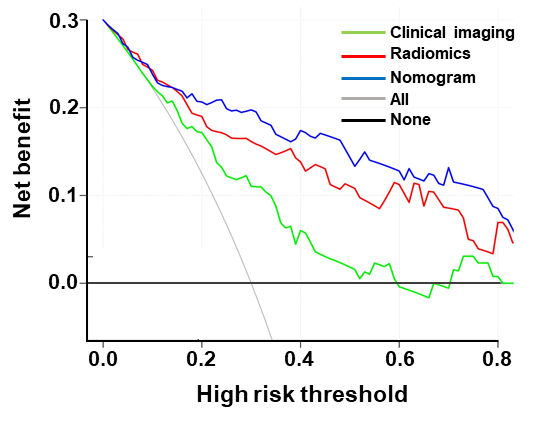 0.3
0.2
0.1
0.0
Net benefit
Clinical imaging
Radiomics
Nomogram
All
None
0.0 0.2 0.4 0.6 0.8
High risk threshold